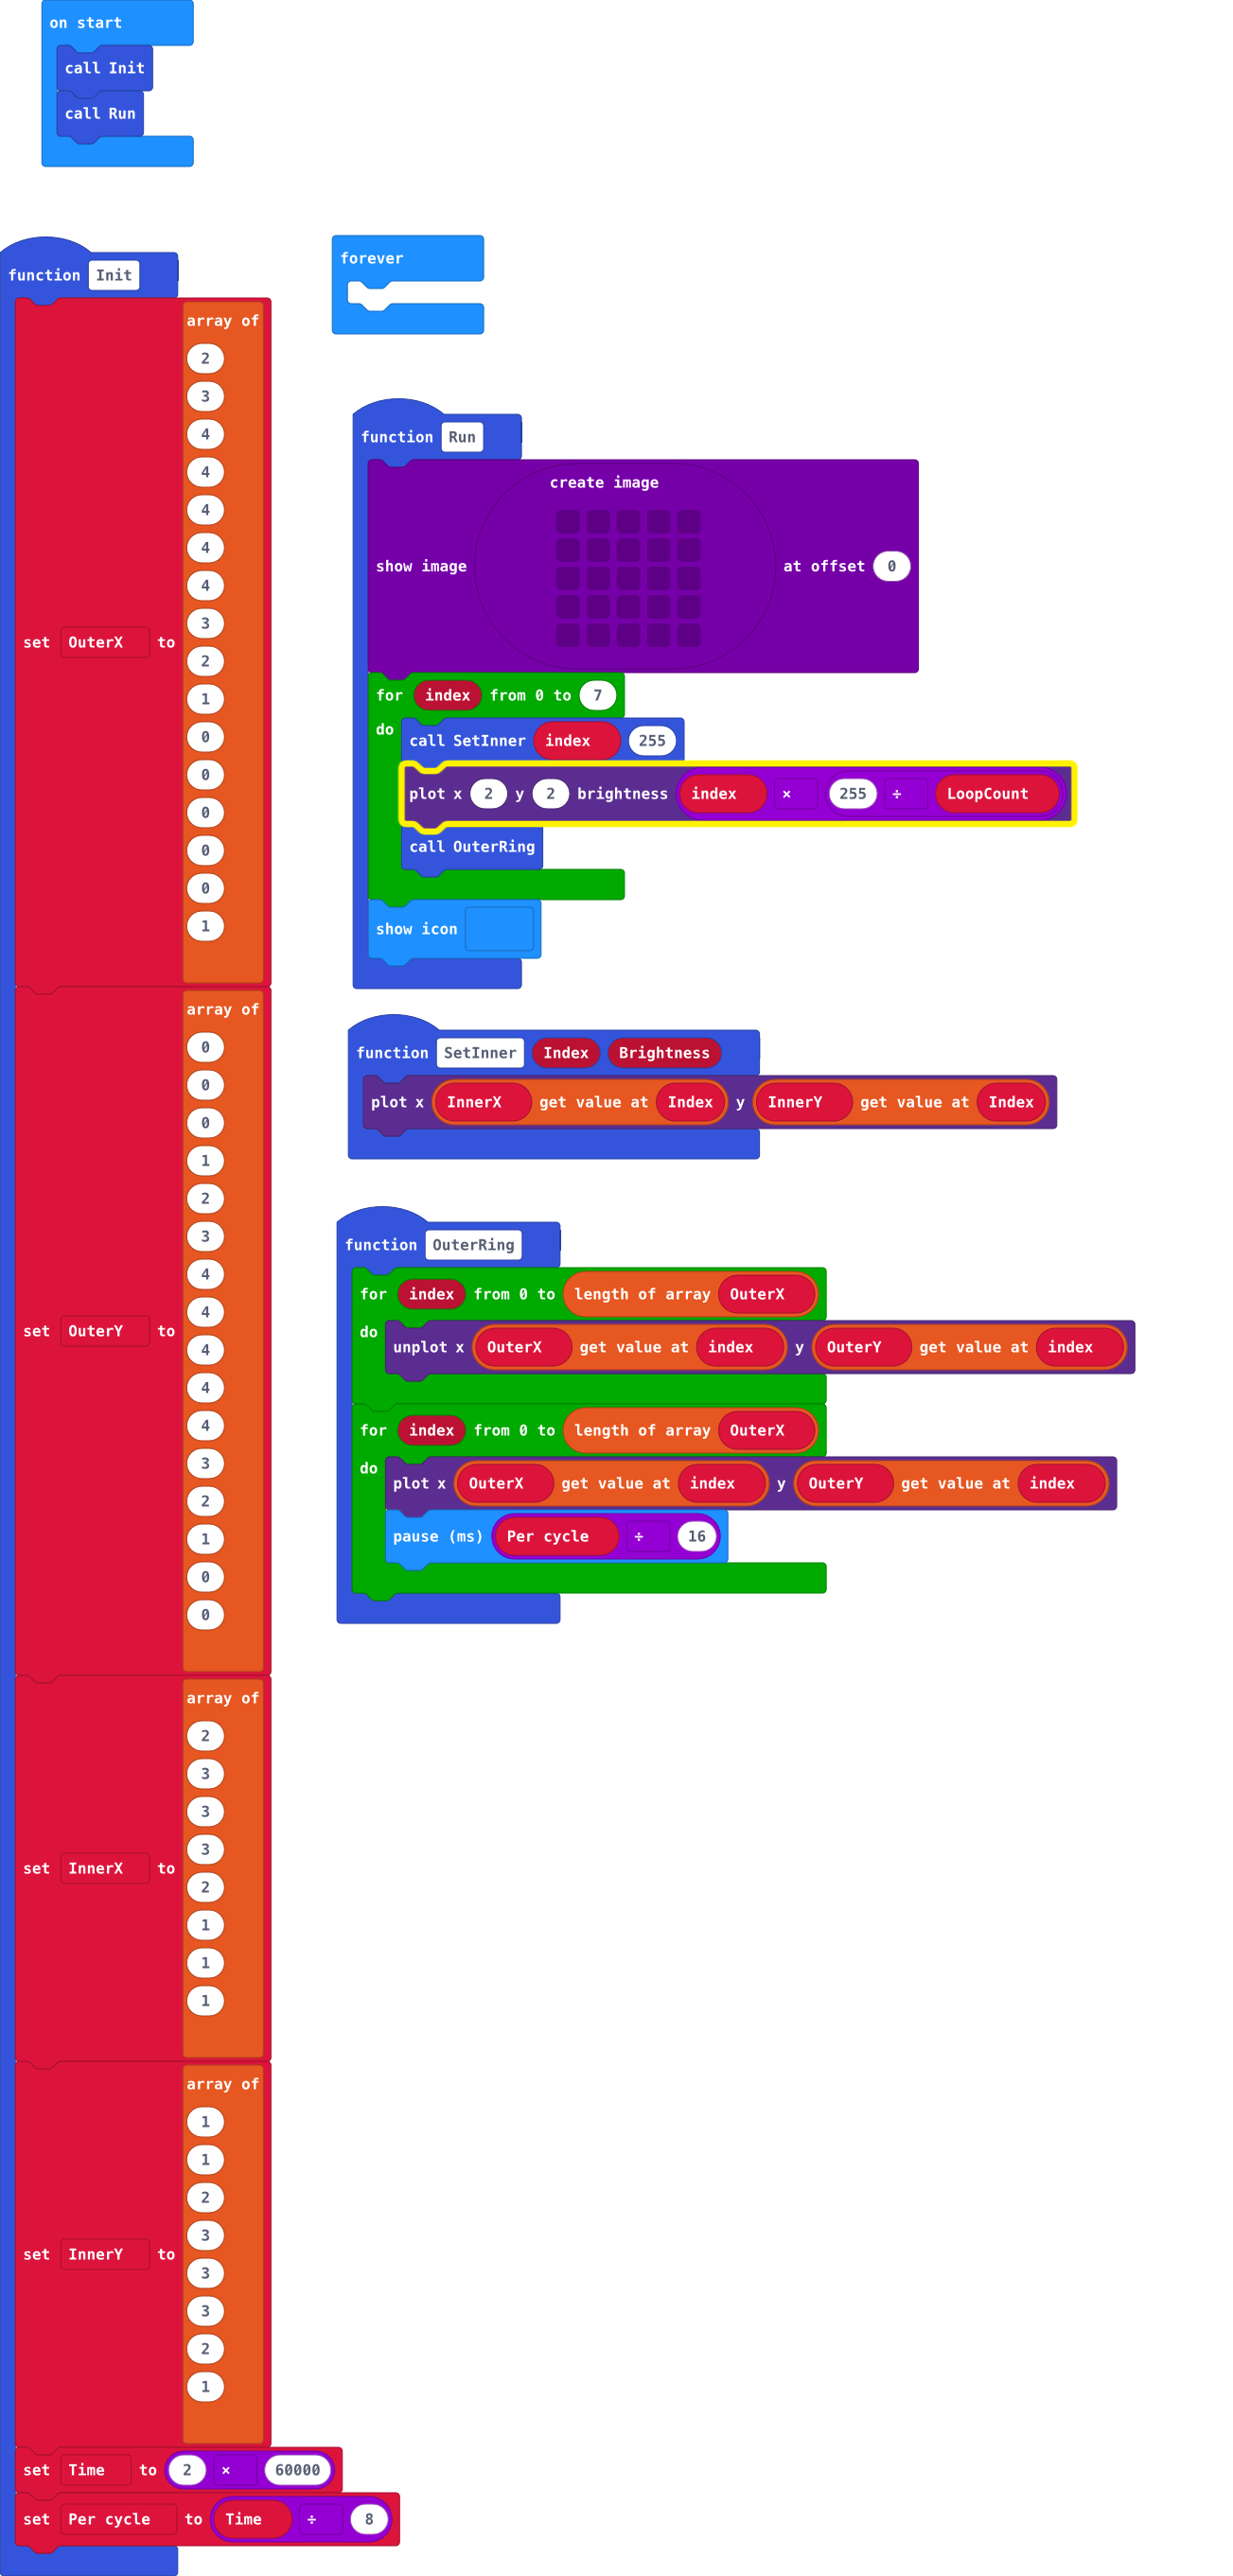 on start
call Init
call Run
function Init
set OuterX to
array of
2
3
4
4
4
4
4
3
2
1
0
0
0
0
0
1
set OuterY to
array of
0
0
0
1
2
3
4
4
4
4
4
3
2
1
0
0
set InnerX to
array of
2
3
3
3
2
1
1
1
set InnerY to
array of
1
1
2
3
3
3
2
1
set Time to 2 × 60000
set Per cycle to Time ÷ 8
forever
function Run
create image
show image at offset 0
for index from 0 to 7
do
call SetInner index 255
plot x 2 y 2 brightness index × 255 ÷ LoopCount
call OuterRing
show icon
function SetInner Index Brightness
plot x InnerX get value at Index y InnerY get value at Index
function OuterRing
for index from 0 to length of array OuterX
do
unplot x OuterX get value at index y OuterY get value at index
for index from 0 to length of array OuterX
do
plot x OuterX get value at index y OuterY get value at index
pause (ms) Per cycle ÷ 16